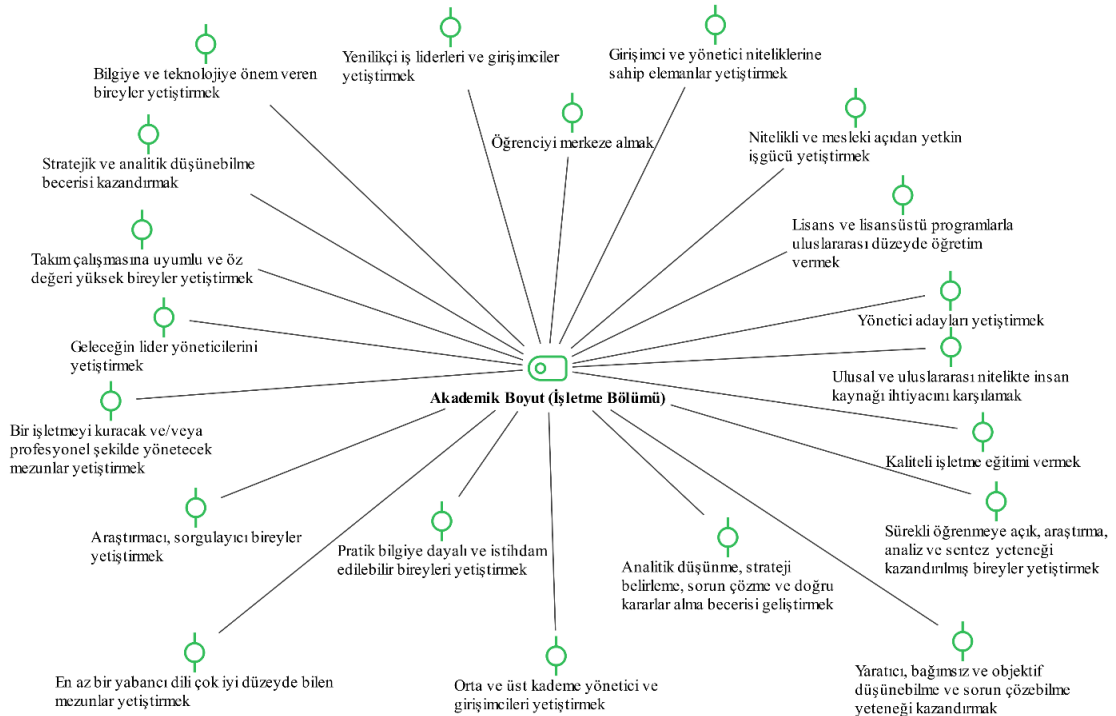 Yenilikçi iş liderleri ve girişimciler
yetiştirmek
Girişimci ve yönetici niteliklerine
sahip elemanlar yetiştirmek
Bilgiye ve teknolojiye önem veren
bireyler yetiştirmek
Öğrenciyi merkeze almak
Nitelikli ve mesleki açıdan yetkin
işgücü yetiştirmek
Stratejik ve analitik düşünebilme
becerisi kazandırmak
Lisans ve lisansüstü programlarla
uluslararası düzeyde öğretim
vermek
Takım çalışmasına uyumlu ve öz
değeri yüksek bireyler yetiştirmek
Yönetici adayları yetiştirmek
Geleceğin lider yöneticilerini
yetiştirmek
Ulusal ve uluslararası nitelikte insan
kaynağı ihtiyacını karşılamak
Akademik Boyut (İşletme Bölümü)
Bir işletmeyi kuracak ve/veya
profesyonel şekilde yönetecek
mezunlar yetiştirmek
Kaliteli işletme eğitimi vermek
Araştırmacı, sorgulayıcı bireyler
yetiştirmek
Pratik bilgiye dayalı ve istihdam
edilebilir bireyleri yetiştirmek
Analitik düşünme, strateji
belirleme, sorun çözme ve doğru
kararlar alma becerisi geliştirmek
Sürekli öğrenmeye açık, araştırma,
analiz ve sentez yeteneği
kazandırılmış bireyler yetiştirmek
En az bir yabancı dili çok iyi düzeyde bilen
mezunlar yetiştirmek
Orta ve üst kademe yönetici ve
girişimcileri yetiştirmek
Yaratıcı, bağımsız ve objektif
düşünebilme ve sorun çözebilme
yeteneği kazandırmak